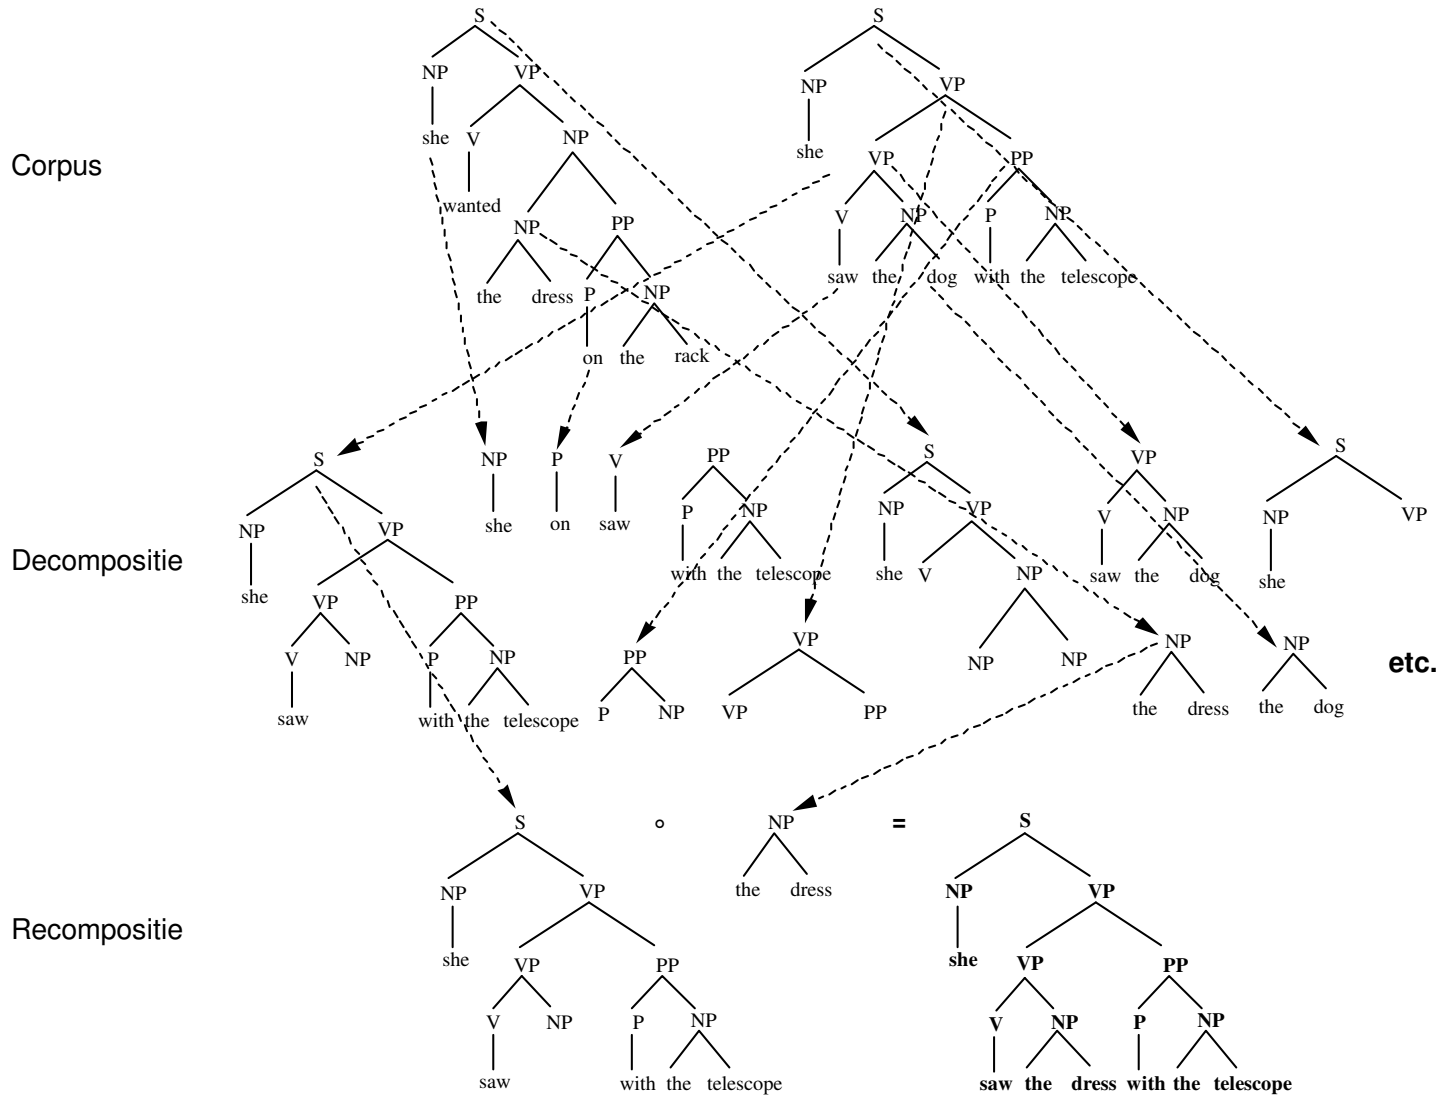 S S
NP VP NP VP
she V NP she VP PP
Corpus
wanted V NP P NP
NP PP
saw the dog with the telescope
the dress P NP
on the rack
S NP P V PP S VP S
she on saw P NP NP VP V NP NP VP
NP VP
Decompositie
with the telescope she V NP saw the dog she
she VP PP
V NP P NP PP VP NP NP NP NP etc.
saw with the telescope P NP VP PP the dress the dog
S ∘ NP = S
NP VP the dress NP VP
Recompositie
she VP PP she VP PP
V NP P NP V NP P NP
saw with the telescope saw the dress with the telescope